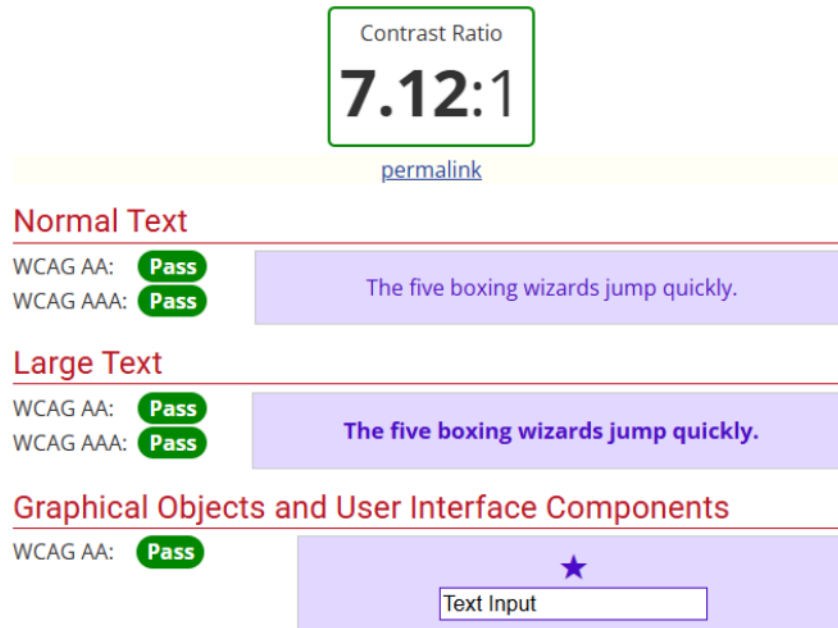 Contrast Ratio
7.12:1
permalink
Normal Text
WCAG AA: Pass
WCAG AAA: Pass
The five boxing wizards jump quickly.
Large Text
WCAG AA: Pass
WCAG AAA: Pass
The five boxing wizards jump quickly.
Graphical Objects and User Interface Components
WCAG AA: Pass
Text Input